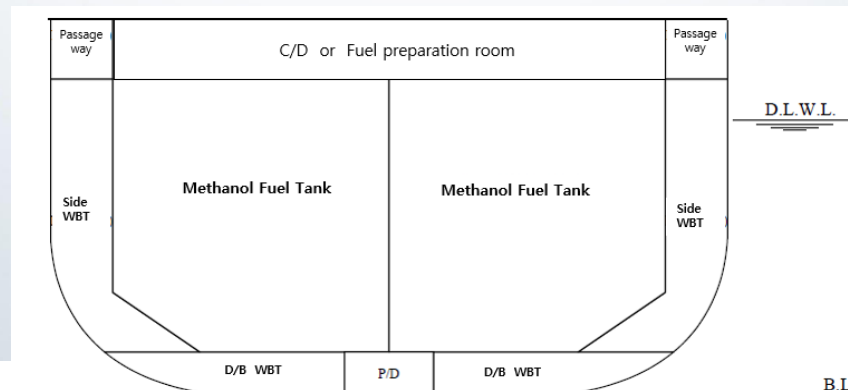 Passage
way
C/D or Fuel preparation room
Passage
way
D.L.W.L.
Methanol Fuel Tank
Methanol Fuel Tank
Side
WBT
Side
WBT
D/B WBT
P/D
D/B WBT